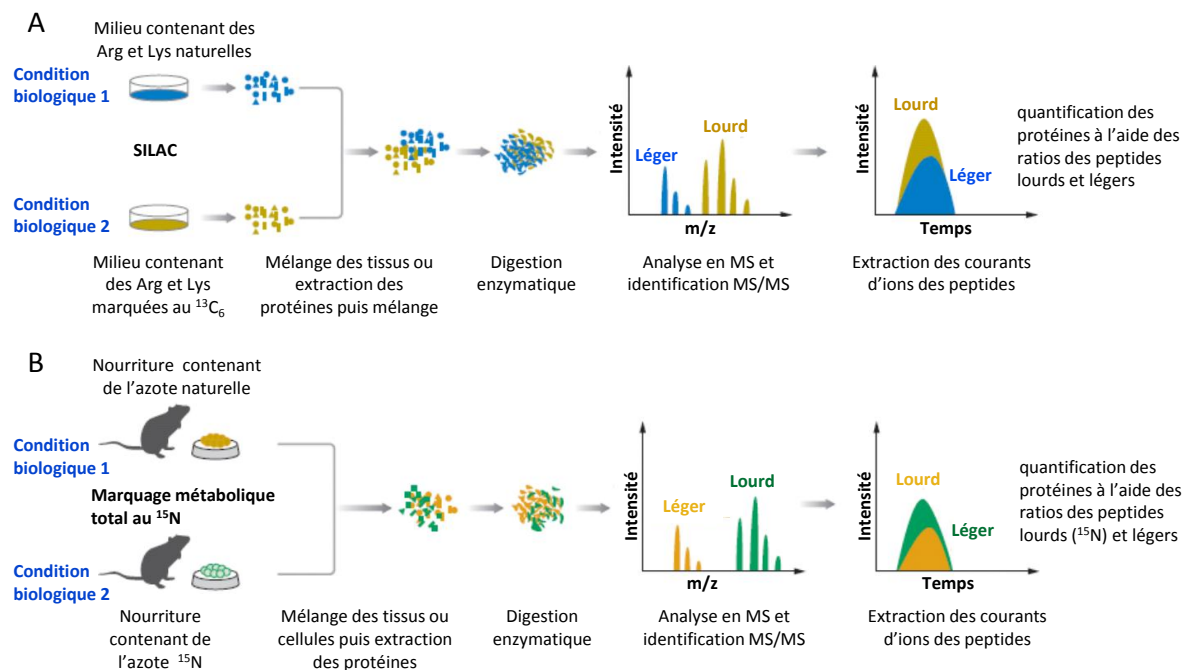 A
Milieu contenant des
Arg et Lys naturelles
Condition
biologique 1
SILAC
Condition
biologique 2
Milieu contenant
des Arg et Lys
marquées au ¹³C₆
Mélange des tissus ou
extraction des
protéines puis mélange
Digestion
enzymatique
Intensité
Léger
Lourd
m/z
Analyse en MS et
identification MS/MS
Intensité
Lourd
Léger
Temps
Extraction des courants
d'ions des peptides
quantification des
protéines à l'aide des
ratios des peptides
lourds et légers
B
Nourriture contenant
de l'azote naturelle
Condition
biologique 1
Marquage métabolique
total au ¹⁵N
Condition
biologique 2
Nourriture
contenant de
l'azote ¹⁵N
Mélange des tissus ou
cellules puis extraction
des protéines
Digestion
enzymatique
Intensité
Léger
Lourd
m/z
Analyse en MS et
identification MS/MS
Intensité
Lourd
Léger
Temps
Extraction des courants
d'ions des peptides
quantification des
protéines à l'aide des
ratios des peptides
lourds (¹⁵N) et légers